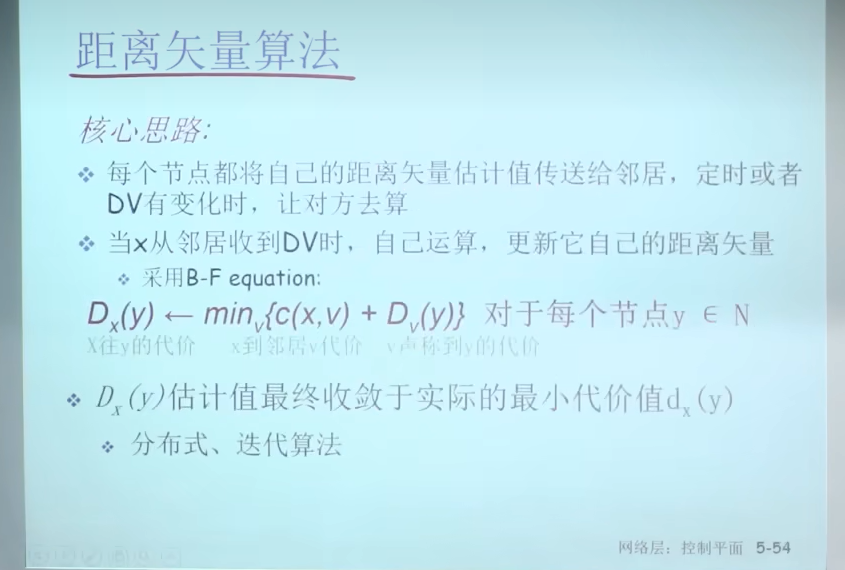 距离矢量算法
核心思路:
❖ 每个节点都将自己的距离矢量估计值传送给邻居，定时或者
DV有变化时，让对方去算
❖ 当x从邻居收到DV时，自己运算，更新它自己的距离矢量
❖ 采用B-F equation:
Dx(y) ← minv{c(x,v) + Dv(y)} 对于每个节点y ∈ N
X往y的代价 x到邻居v代价 v声称到y的代价
❖ Dx(y)估计值最终收敛于实际的最小代价值dx(y)
❖ 分布式、迭代算法
网络层：控制平面 5-54